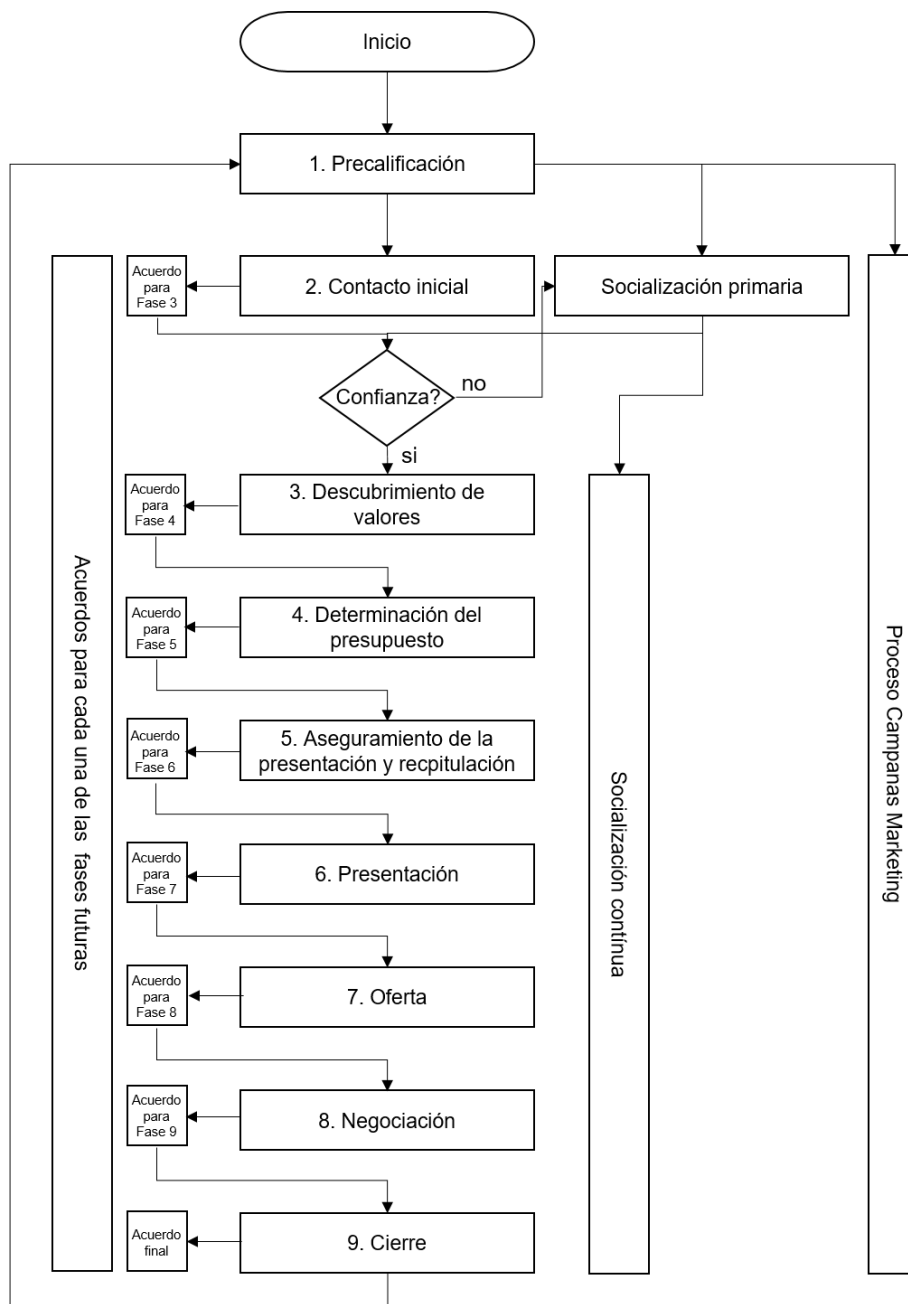 Inicio
1. Precalificación
Acuerdo
para
Fase 3
2. Contacto inicial
Socialización primaria
Confianza?
no
si
Acuerdo
para
Fase 4
3. Descubrimiento de
valores
Acuerdo
para
Fase 5
4. Determinación del
presupuesto
Acuerdo
para
Fase 6
5. Aseguramiento de la
presentación y recpitulación
Acuerdo
para
Fase 7
6. Presentación
Acuerdo
para
Fase 8
7. Oferta
Acuerdo
para
Fase 9
8. Negociación
Acuerdo
final
9. Cierre
Acuerdos para cada una de las fases futuras
Socialización contínua
Proceso Campanas Marketing